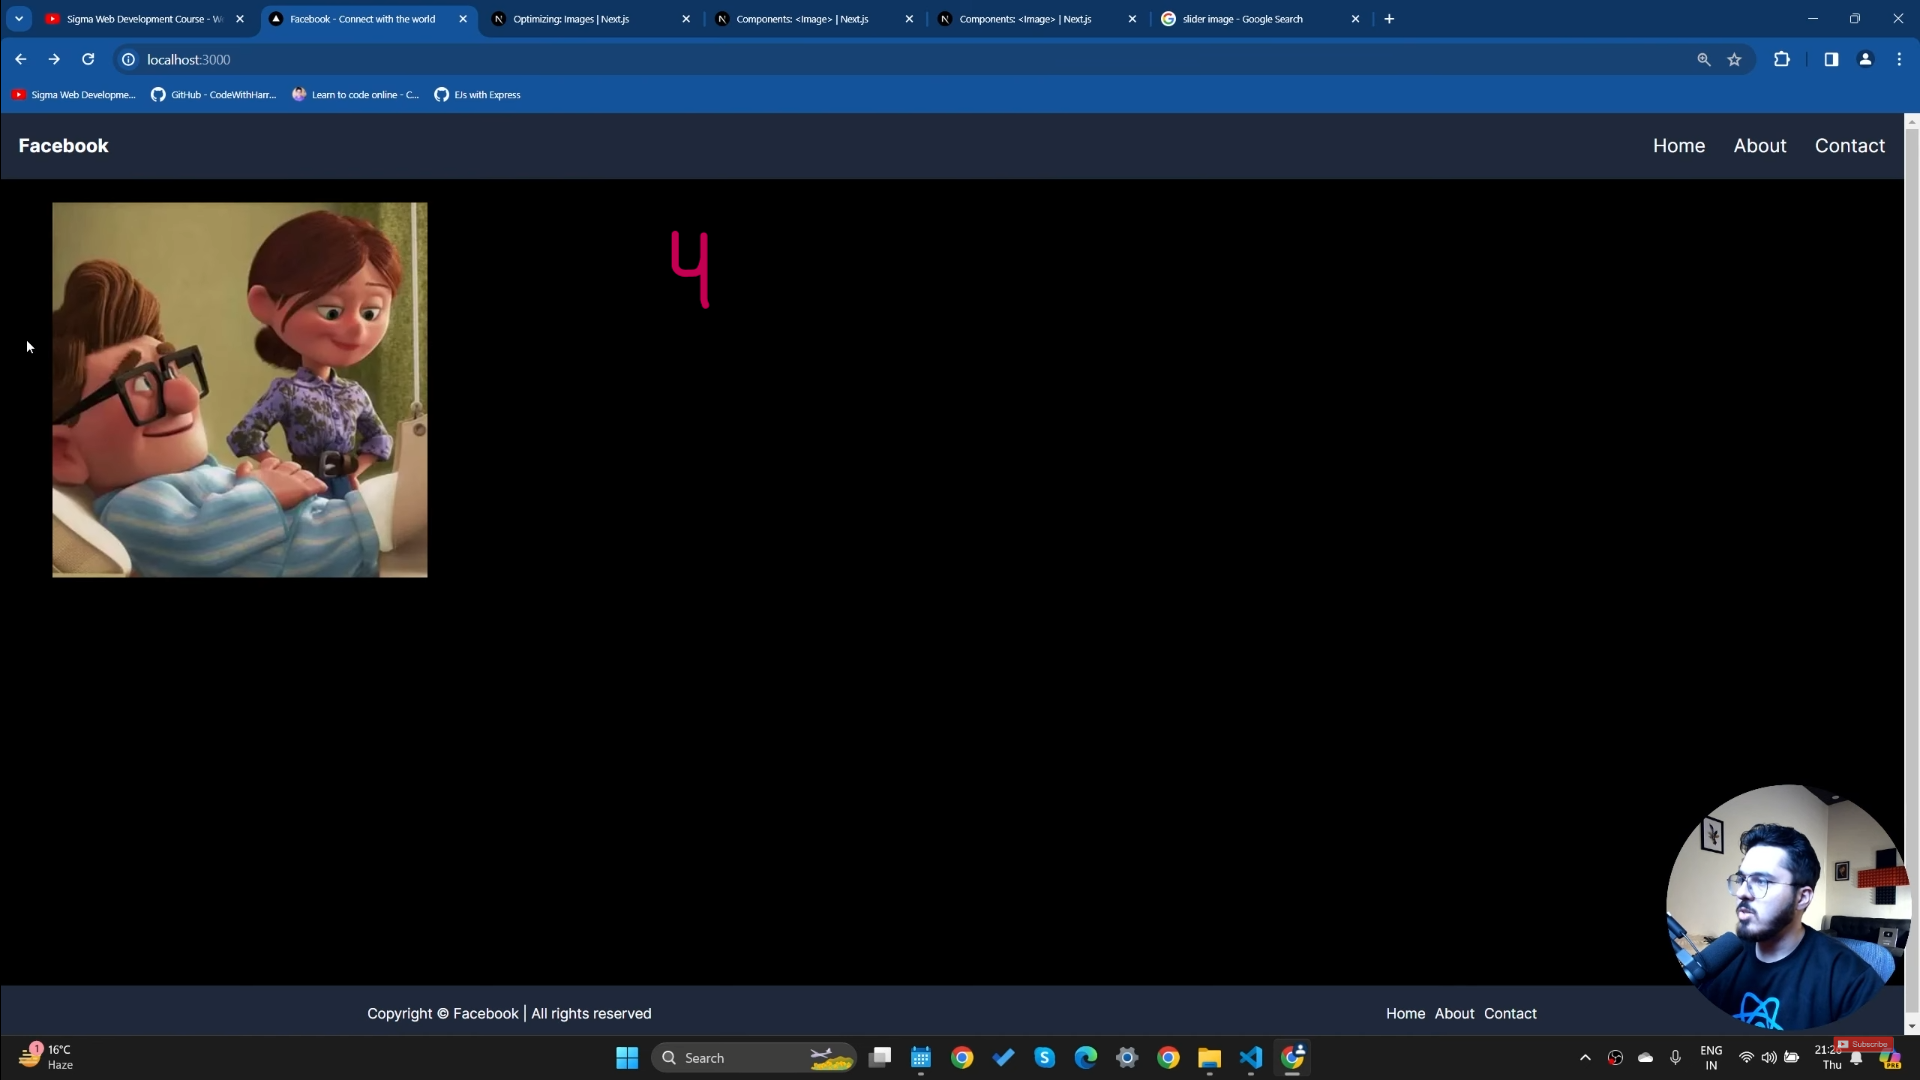 Sigma Web Development Course - W
Facebook - Connect with the world
Optimizing: Images | Next.js
Components: <Image> | Next.js
Components: <Image> | Next.js
slider image - Google Search
localhost:3000
Sigma Web Developme...
GitHub - CodeWithHarr...
Learn to code online - C...
EJs with Express
Facebook
Home About Contact
4
Copyright © Facebook | All rights reserved
Home About Contact
1
16°C
Haze
Search
ENG
IN
Thu
Subscribe
PRE